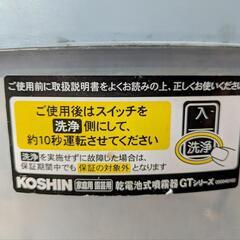 ご使用前に取扱説明書をよくお読みの上、正しくお使いください
ご使用後はスイッチを
洗浄 側にして、
約10秒運転させてください
入
洗浄
洗浄を実施せずに故障した場合は、
保証期間中でも 保証の対象外 となります
KOSHIN 家庭用 園芸用 乾電池式噴霧器 GTシリーズ